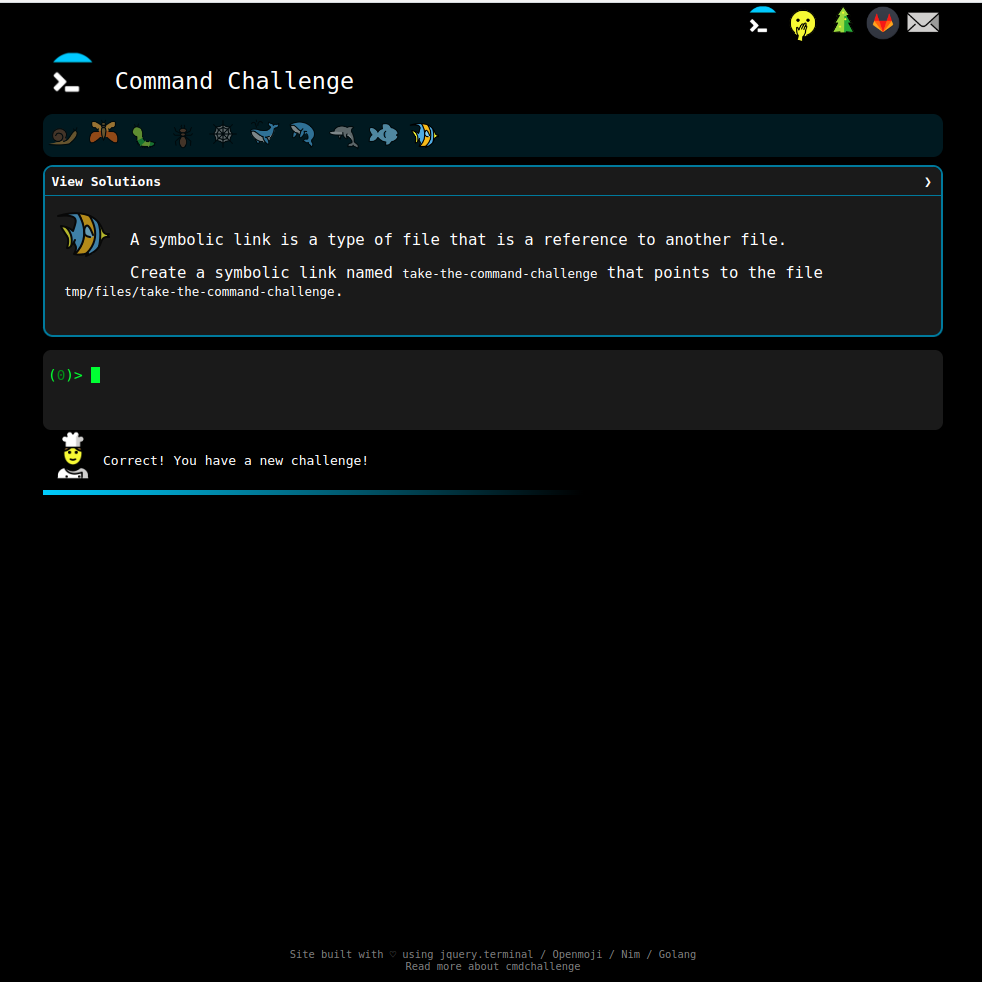 Command Challenge
View Solutions ❯
A symbolic link is a type of file that is a reference to another file.
Create a symbolic link named take-the-command-challenge that points to the file
tmp/files/take-the-command-challenge.
(0)>
Correct! You have a new challenge!
Site built with ♡ using jquery.terminal / Openmoji / Nim / Golang
Read more about cmdchallenge